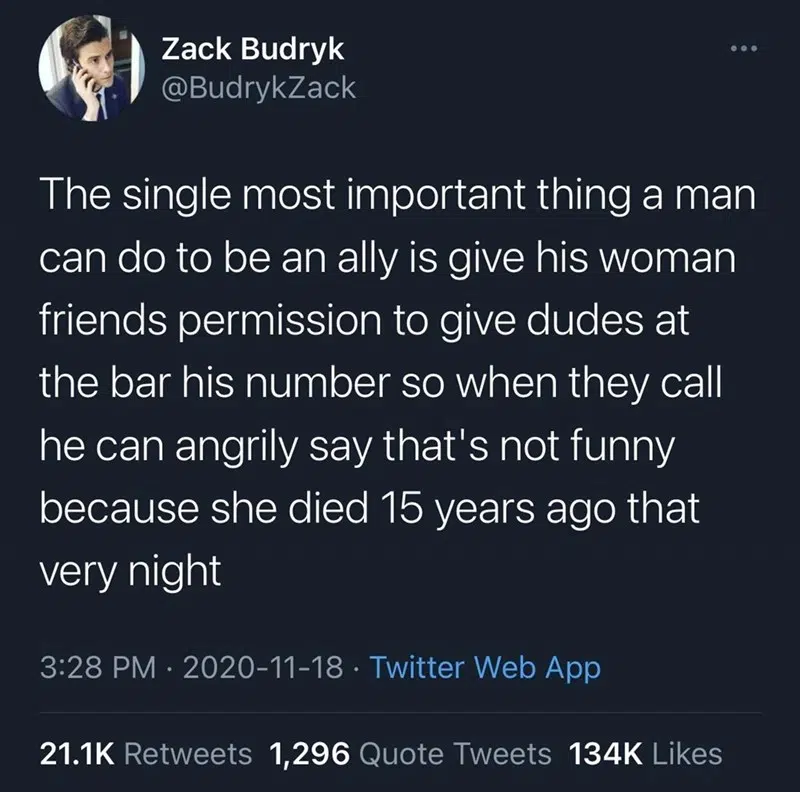 Zack Budryk
@BudrykZack
The single most important thing a man
can do to be an ally is give his woman
friends permission to give dudes at
the bar his number so when they call
he can angrily say that's not funny
because she died 15 years ago that
very night
3:28 PM · 2020-11-18 · Twitter Web App
21.1K Retweets 1,296 Quote Tweets 134K Likes